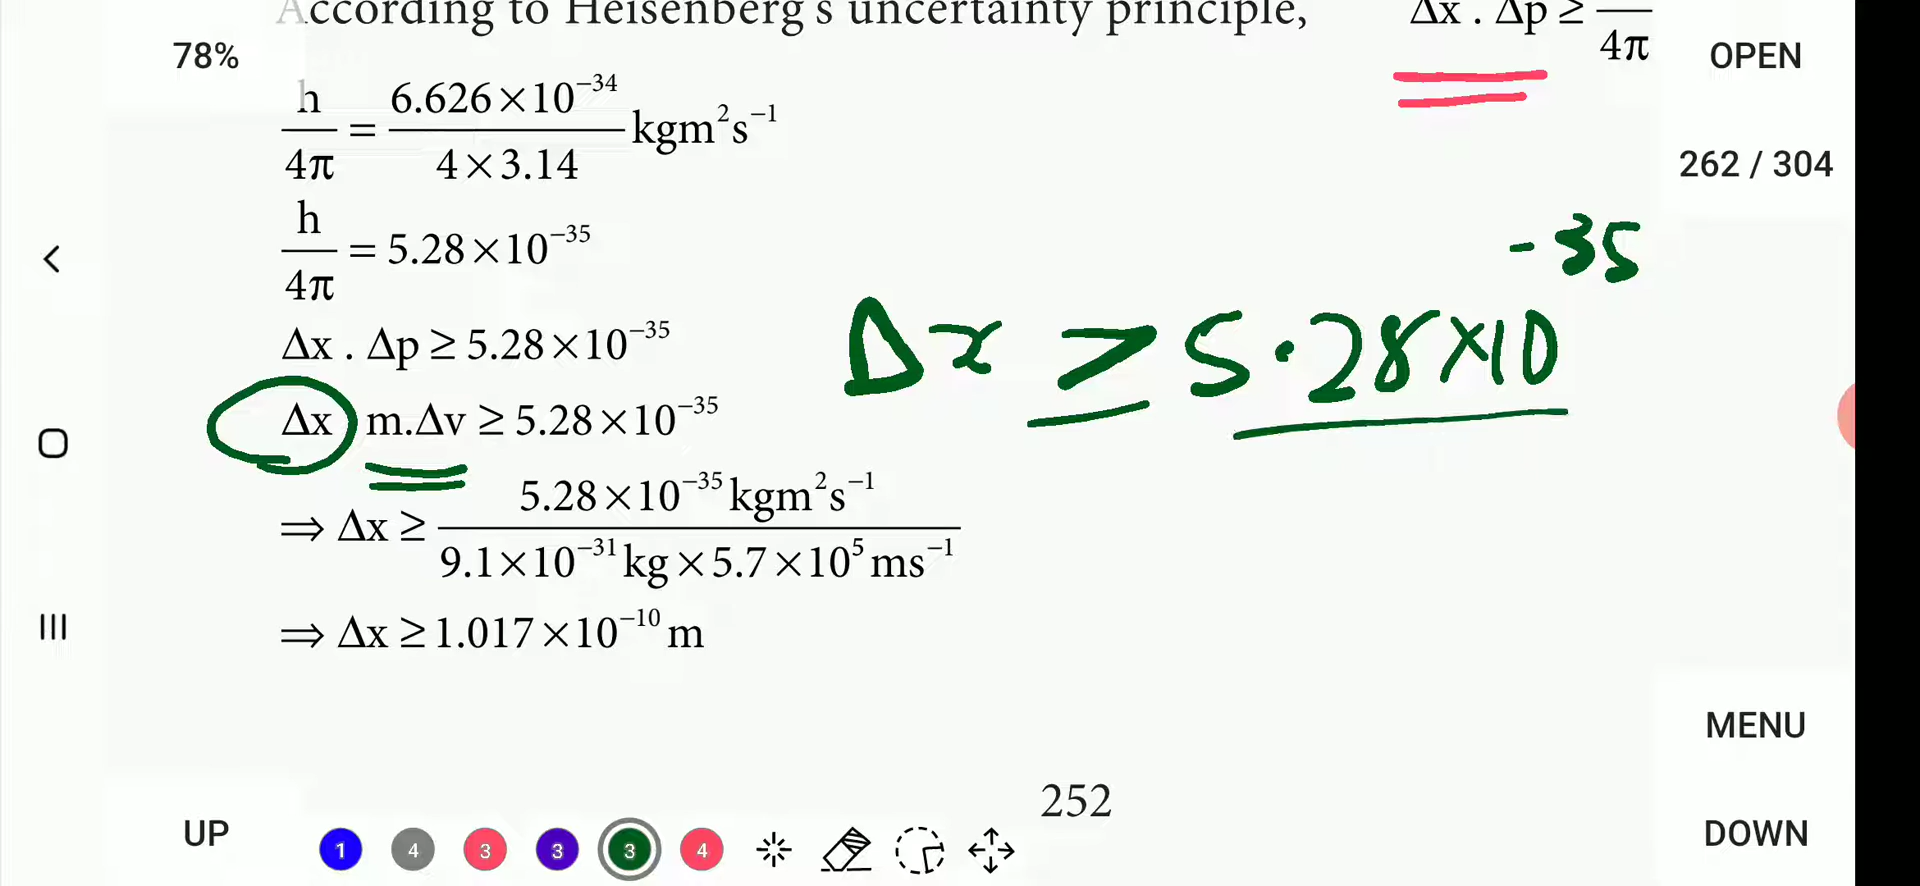 According to Heisenberg's uncertainty principle, Δx . Δp ≥ —/4π
78%
OPEN
h/4π = 6.626×10⁻³⁴/4×3.14 kgm²s⁻¹
262 / 304
h/4π = 5.28×10⁻³⁵
Δx . Δp ≥ 5.28×10⁻³⁵
Δx ≥ 5.28×10⁻³⁵
Δx m.Δv ≥ 5.28×10⁻³⁵
⇒ Δx ≥ 5.28×10⁻³⁵ kgm²s⁻¹/9.1×10⁻³¹ kg×5.7×10⁵ ms⁻¹
⇒ Δx ≥ 1.017×10⁻¹⁰ m
MENU
252
UP
1 4 3 3 3 4
DOWN